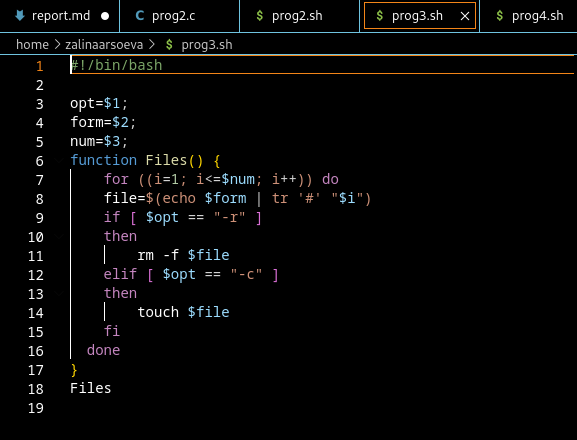 report.md prog2.c prog2.sh prog3.sh prog4.sh
home > zalinaarsoeva > prog3.sh
1 #!/bin/bash
2
3 opt=$1;
4 form=$2;
5 num=$3;
6 function Files() {
7 for ((i=1; i<=$num; i++)) do
8 file=$(echo $form | tr '#' "$i")
9 if [ $opt == "-r" ]
10 then
11 rm -f $file
12 elif [ $opt == "-c" ]
13 then
14 touch $file
15 fi
16 done
17 }
18 Files
19